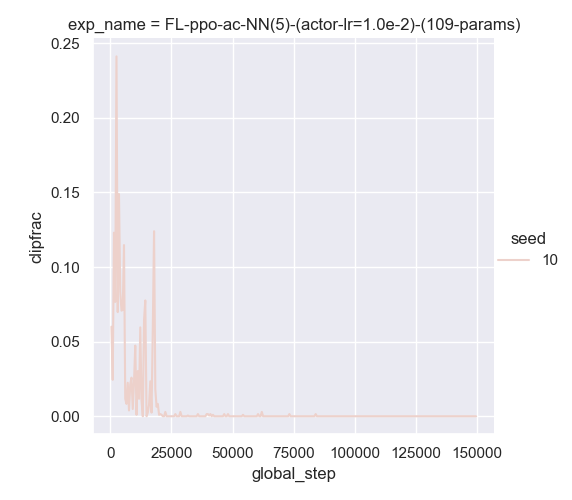 exp_name = FL-ppo-ac-NN(5)-(actor-lr=1.0e-2)-(109-params)
0.25
0.20
0.15
0.10
0.05
0.00
clipfrac
0 25000 50000 75000 100000 125000 150000
global_step
seed
10